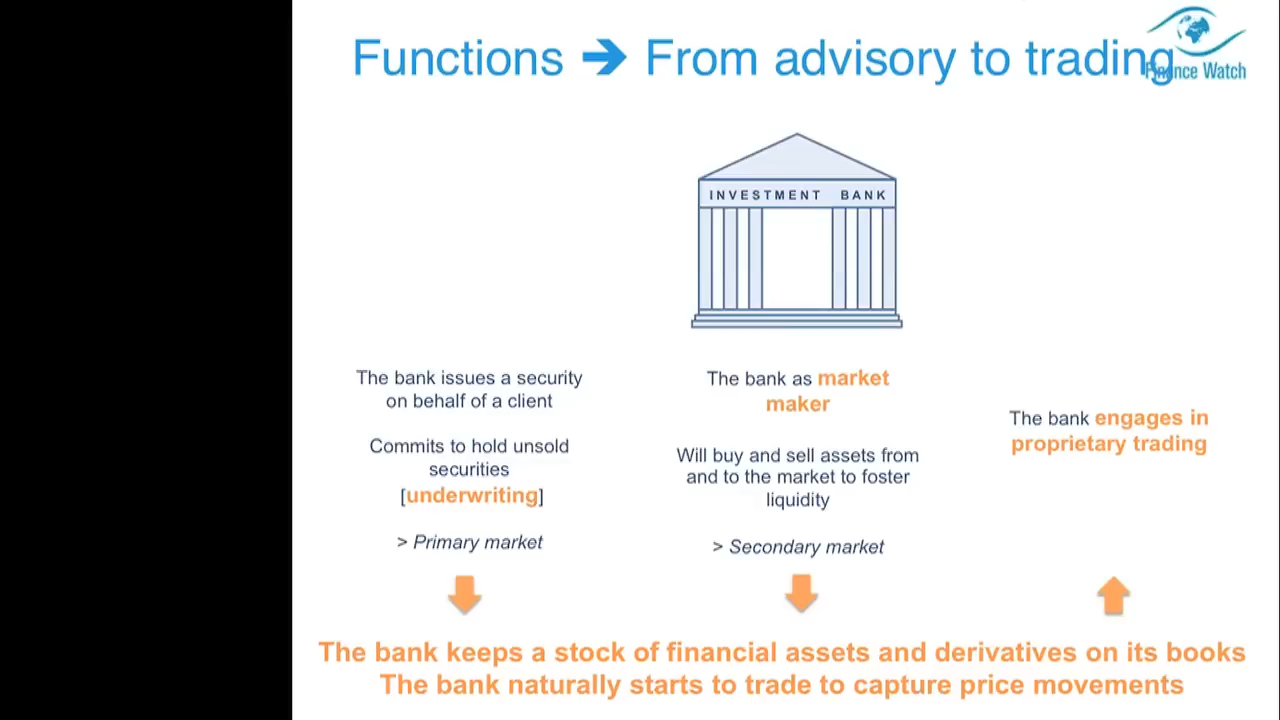 Functions ➔ From advisory to trading
Finance Watch
INVESTMENT BANK
The bank issues a security
on behalf of a client
Commits to hold unsold
securities
[underwriting]
> Primary market
The bank as market
maker
Will buy and sell assets from
and to the market to foster
liquidity
> Secondary market
The bank engages in
proprietary trading
The bank keeps a stock of financial assets and derivatives on its books
The bank naturally starts to trade to capture price movements